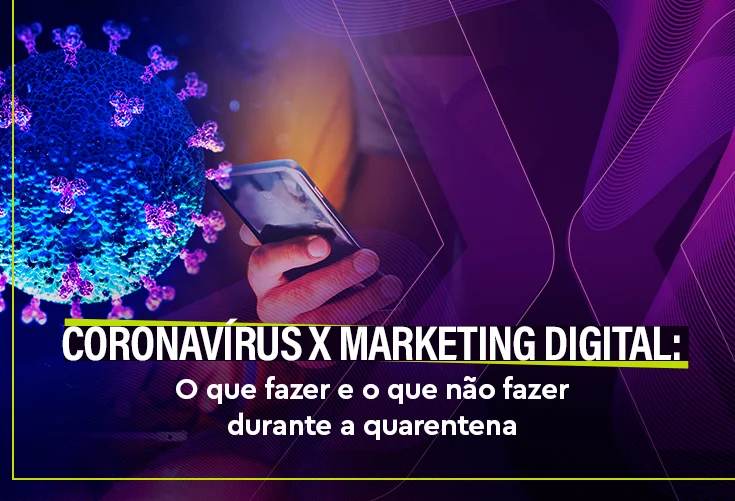 CORONAVÍRUS X MARKETING DIGITAL:
O que fazer e o que não fazer
durante a quarentena